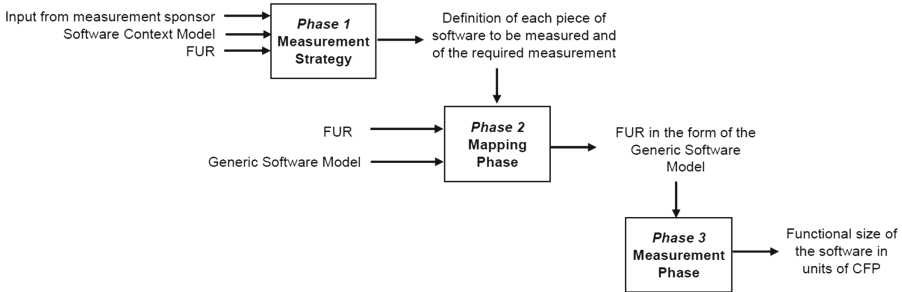 Input from measurement sponsor
Software Context Model
FUR
Phase 1
Measurement
Strategy
Definition of each piece of
software to be measured and
of the required measurement
FUR
Generic Software Model
Phase 2
Mapping
Phase
FUR in the form of the
Generic Software
Model
Phase 3
Measurement
Phase
Functional size of
the software in
units of CFP